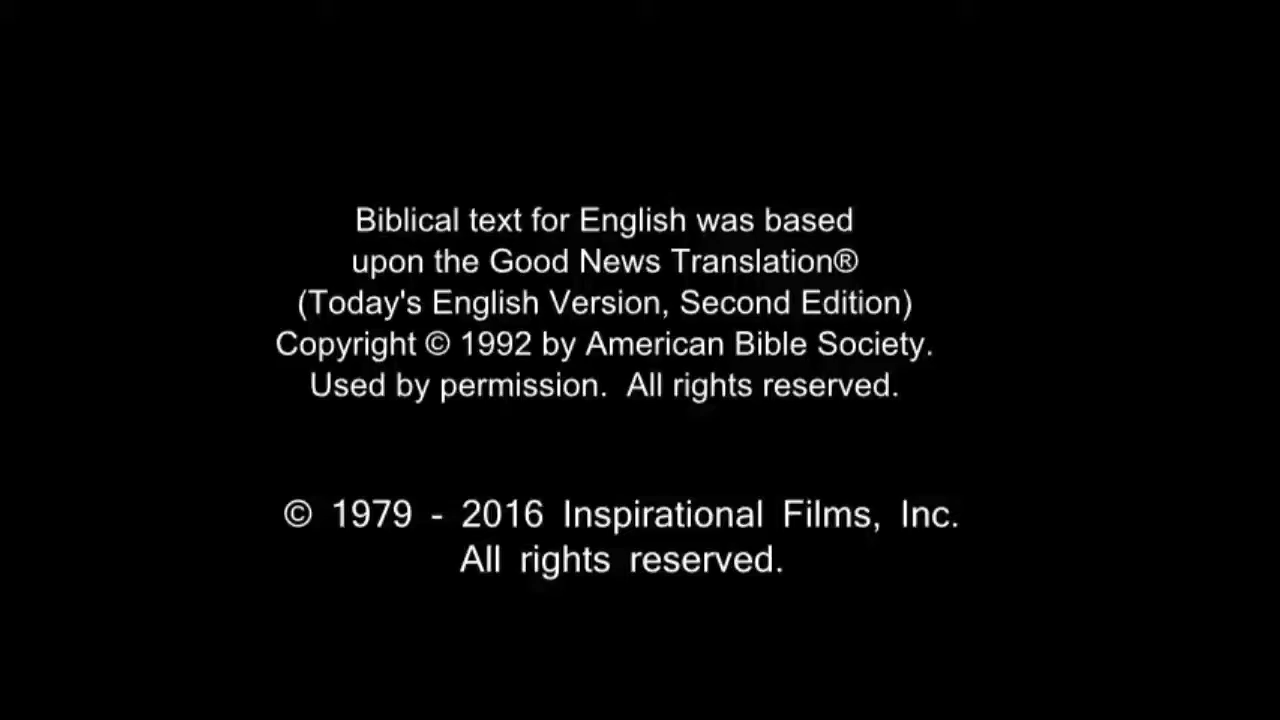 Biblical text for English was based
upon the Good News Translation®
(Today's English Version, Second Edition)
Copyright © 1992 by American Bible Society.
Used by permission.  All rights reserved.
© 1979 - 2016 Inspirational Films, Inc.
All rights reserved.